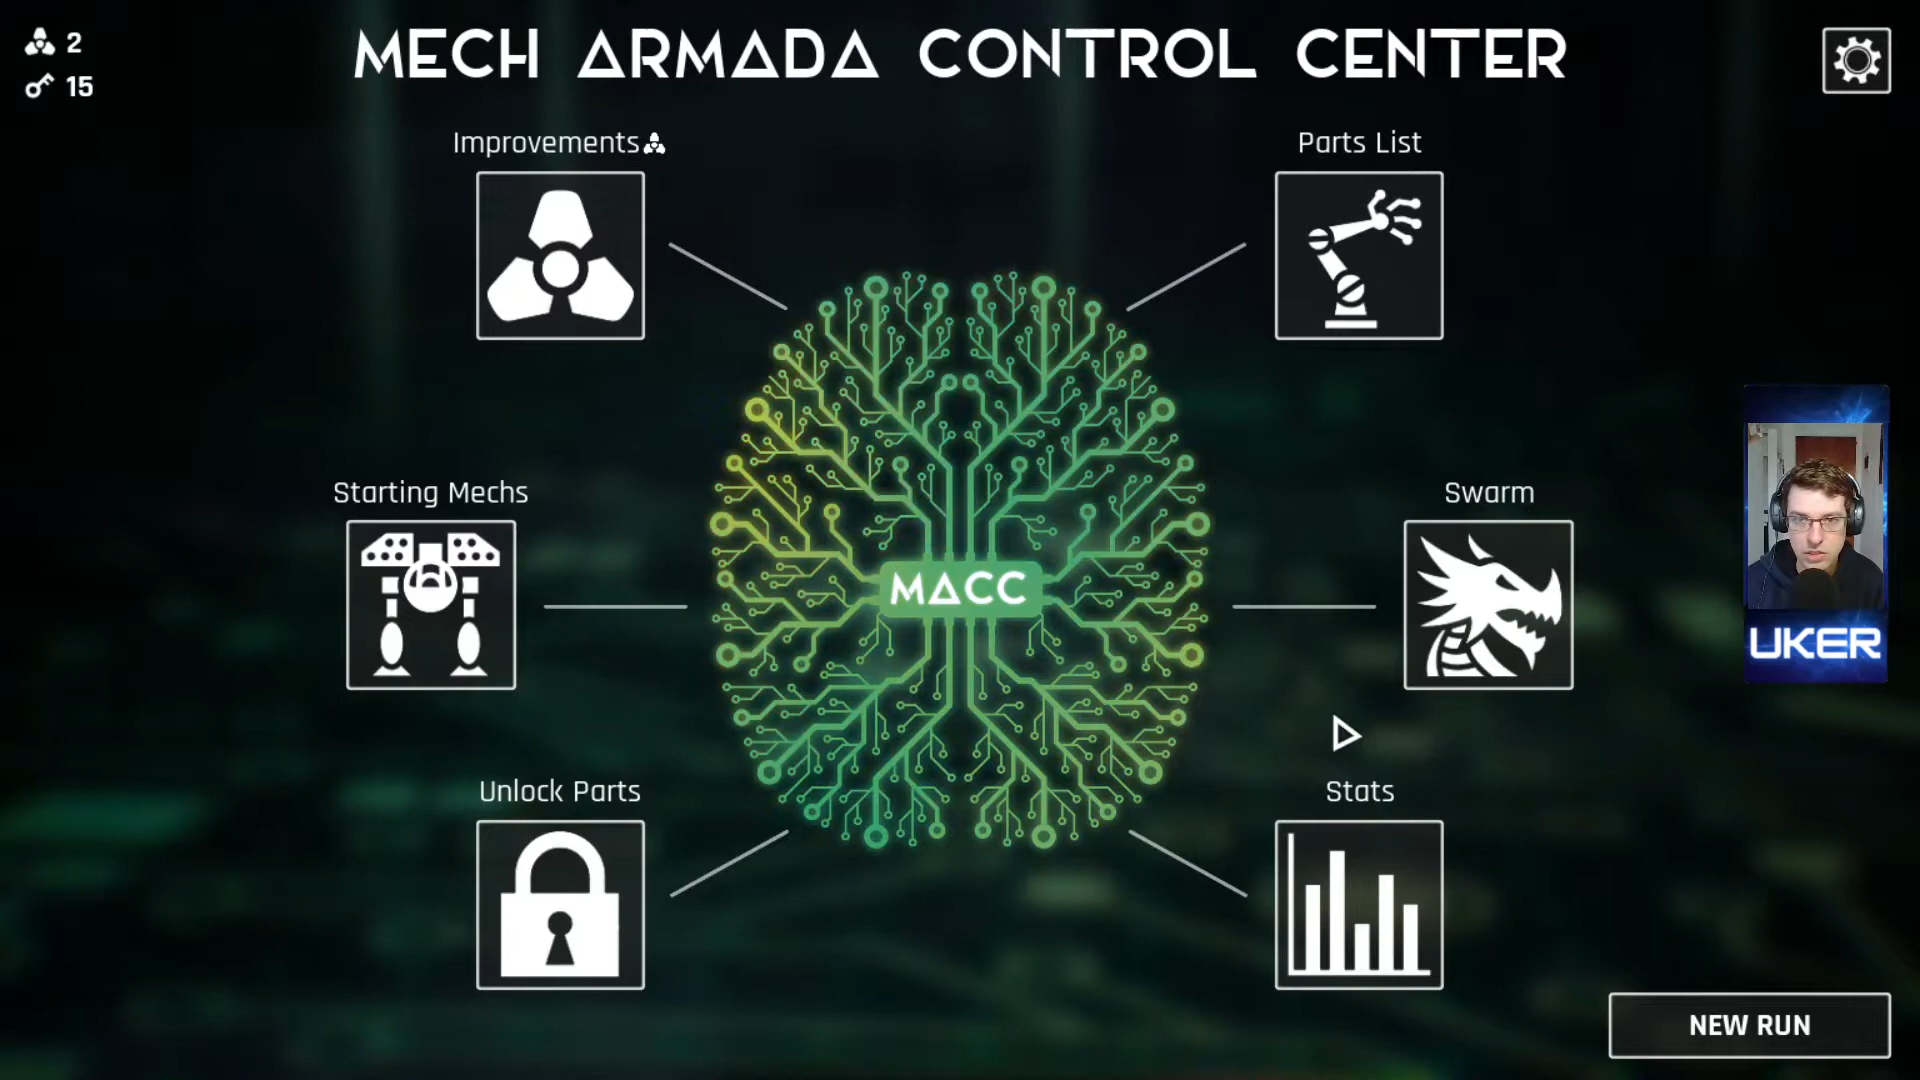 2
15
MECH ARMADA CONTROL CENTER
Improvements
Parts List
Starting Mechs
Swarm
MACC
UKER
Unlock Parts
Stats
NEW RUN